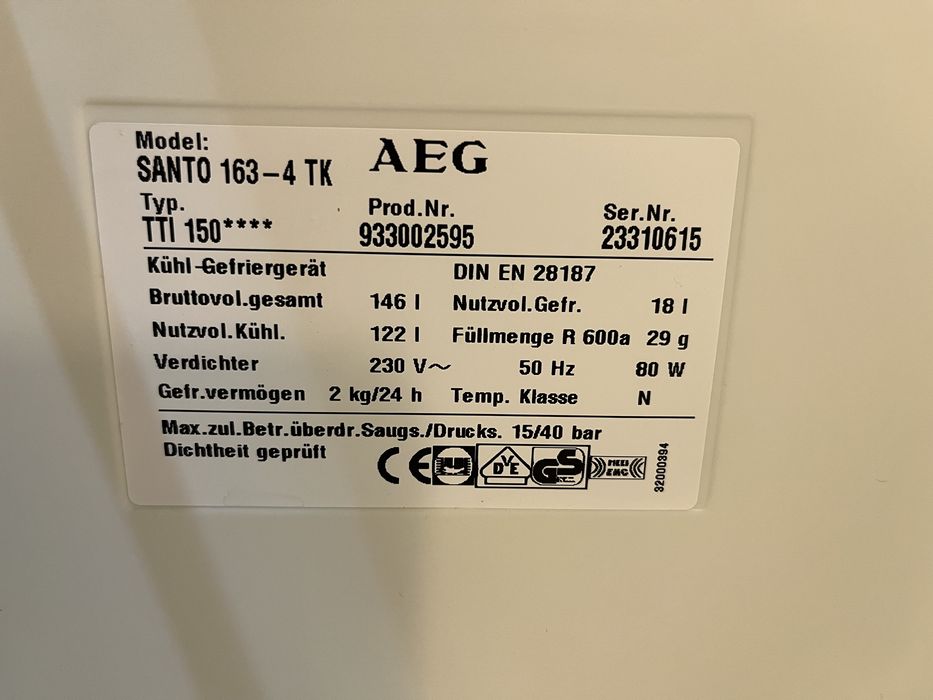 Model: AEG
SANTO 163-4 TK
Typ. Prod.Nr. Ser.Nr.
TTI 150**** 933002595 23310615
Kühl-Gefriergerät DIN EN 28187
Bruttovol.gesamt 146 l Nutzvol.Gefr. 18 l
Nutzvol.Kühl. 122 l Füllmenge R 600a 29 g
Verdichter 230 V~ 50 Hz 80 W
Gefr.vermögen 2 kg/24 h Temp. Klasse N
Max.zul.Betr.überdr.Saugs./Drucks. 15/40 bar
Dichtheit geprüft CE DVE GS EMC
32000394